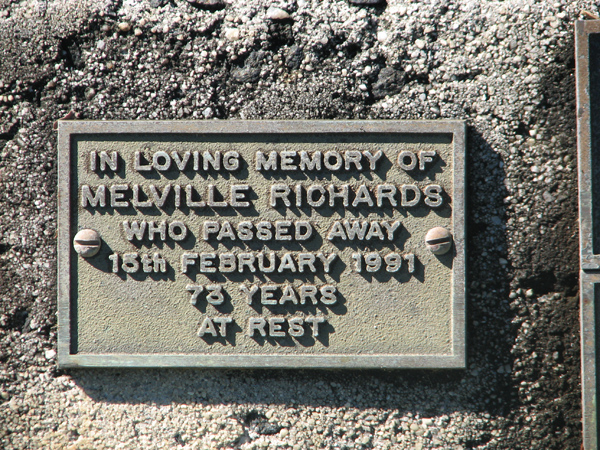 IN LOVING MEMORY OF
MELVILLE RICHARDS
WHO PASSED AWAY
15th FEBRUARY 1991
73 YEARS
AT REST